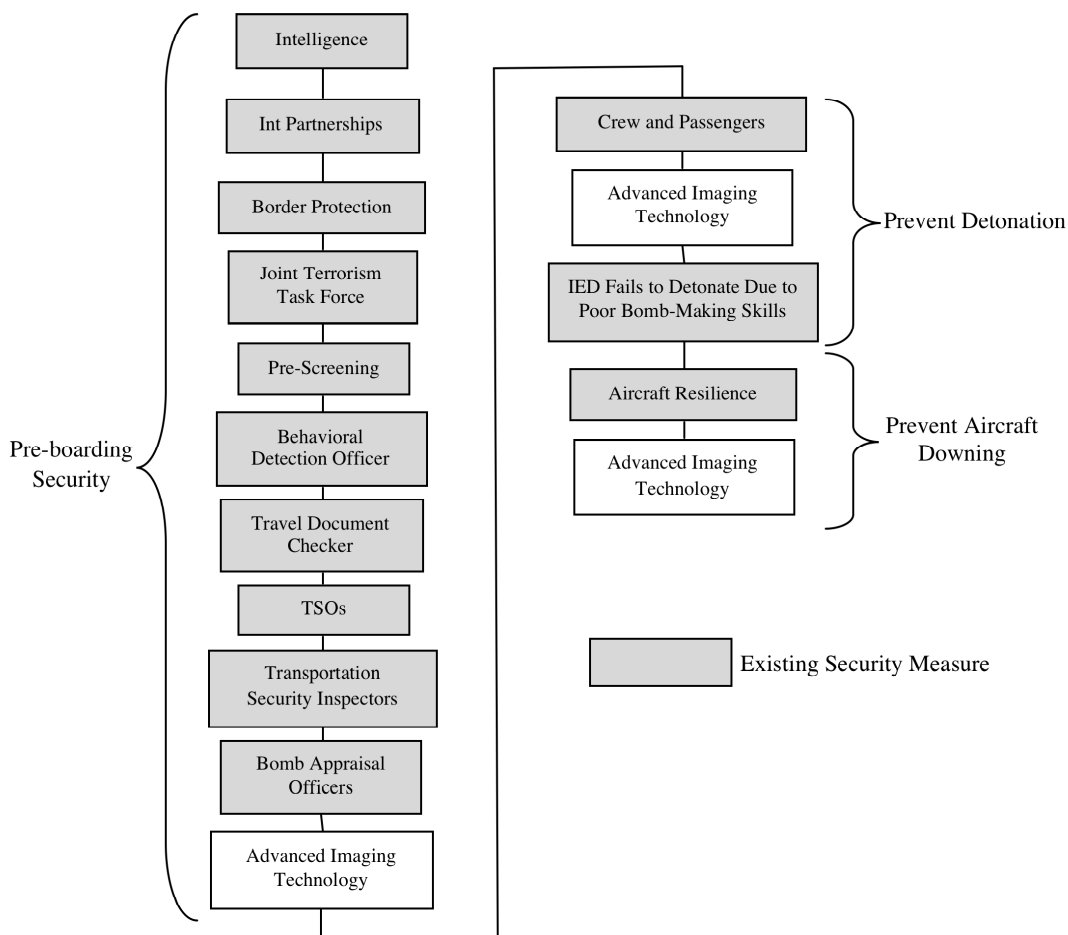 Intelligence
Int Partnerships
Border Protection
Joint Terrorism
Task Force
Pre-Screening
Behavioral
Detection Officer
Travel Document
Checker
TSOs
Transportation
Security Inspectors
Bomb Appraisal
Officers
Advanced Imaging
Technology
Pre-boarding
Security
Crew and Passengers
Advanced Imaging
Technology
IED Fails to Detonate Due to
Poor Bomb-Making Skills
Prevent Detonation
Aircraft Resilience
Advanced Imaging
Technology
Prevent Aircraft
Downing
Existing Security Measure